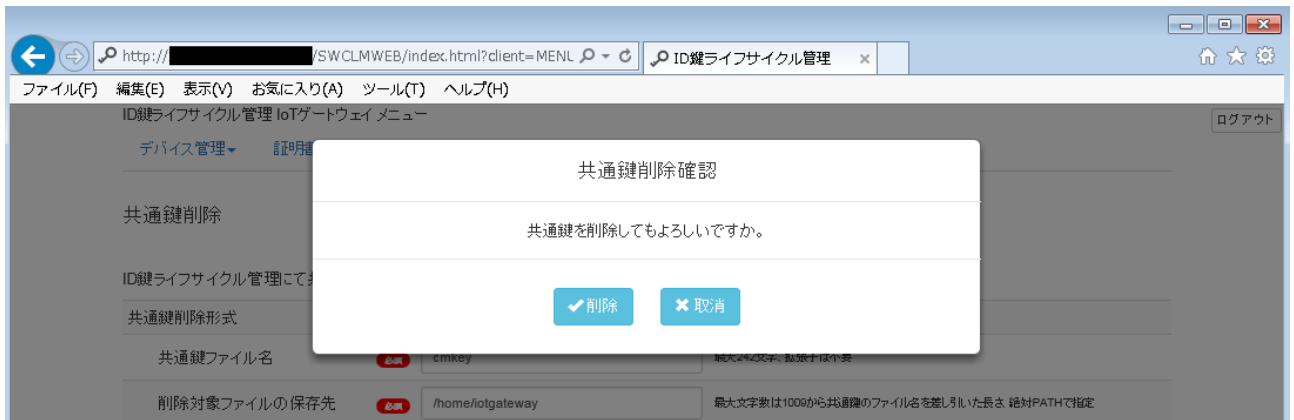 http:// /SWCLMWEB/index.html?client=MENU
ID鍵ライフサイクル管理
ファイル(F) 編集(E) 表示(V) お気に入り(A) ツール(T) ヘルプ(H)
ID鍵ライフサイクル管理 IoTゲートウェイ メニュー
ログアウト
デバイス管理 証明書
共通鍵削除確認
共通鍵削除
共通鍵を削除してもよろしいですか。
ID鍵ライフサイクル管理にて
削除 取消
共通鍵削除形式
共通鍵ファイル名 必須 cmkey 最大242文字、拡張子は不要
削除対象ファイルの保存先 必須 /home/iotgateway 最大文字数は1009から共通鍵のファイル名を差し引いた長さ 絶対PATHで指定